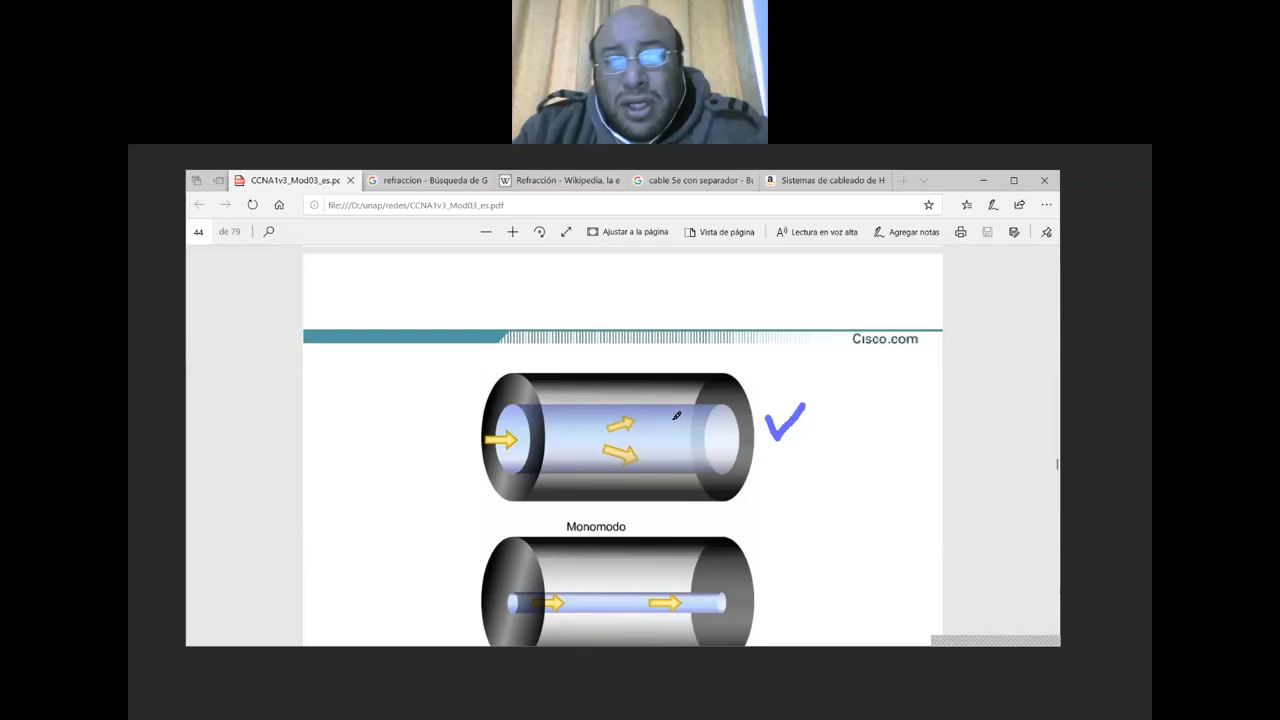 CCNA1v3_Mod03_es.pc
refraccion - Búsqueda de G
Refracción - Wikipedia, la e
cable 5e con separador - Bu
Sistemas de cableado de H
file:///D:/unap/redes/CCNA1v3_Mod03_es.pdf
44 de 79
Ajustar a la página
Vista de página
Lectura en voz alta
Agregar notas
Cisco.com
Monomodo